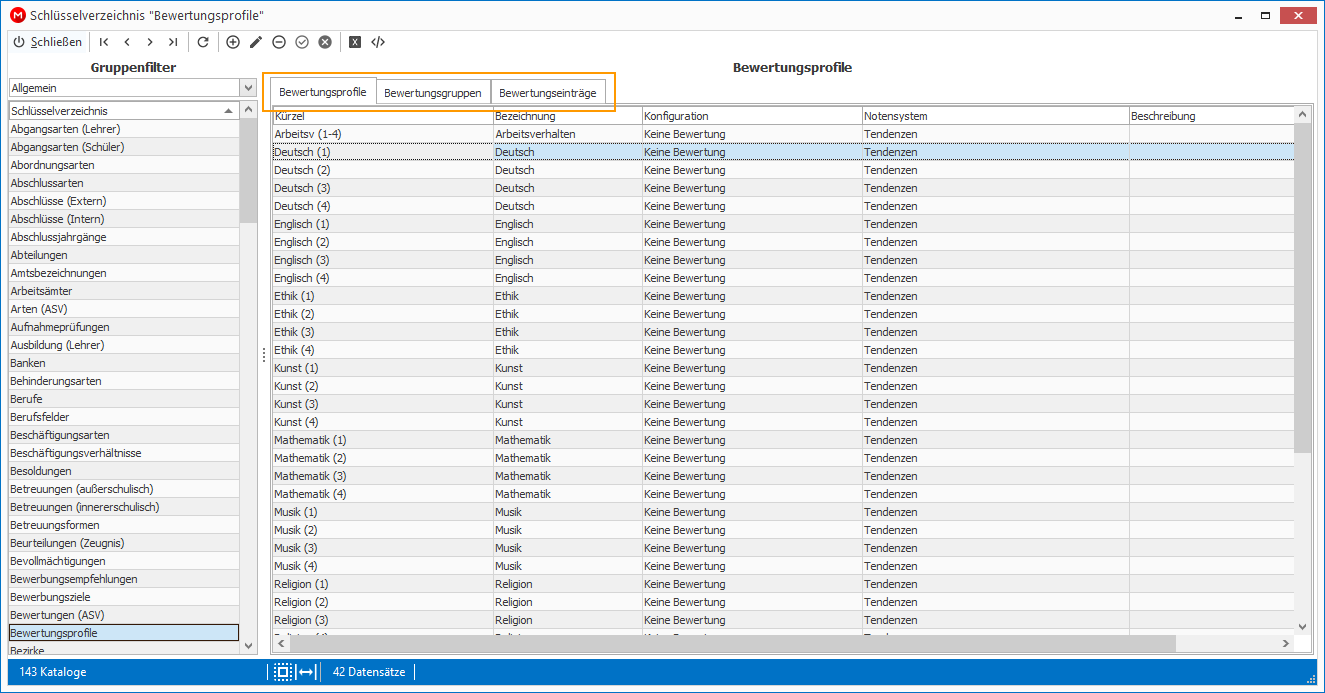 Schlüsselverzeichnis "Bewertungsprofile"
Schließen
Gruppenfilter
Allgemein
Schlüsselverzeichnis
Abgangsarten (Lehrer)
Abgangsarten (Schüler)
Abordnungsarten
Abschlussarten
Abschlüsse (Extern)
Abschlüsse (Intern)
Abschlussjahrgänge
Abteilungen
Amtsbezeichnungen
Arbeitsämter
Arten (ASV)
Aufnahmeprüfungen
Ausbildung (Lehrer)
Banken
Behinderungsarten
Berufe
Berufsfelder
Beschäftigungsarten
Beschäftigungsverhältnisse
Besoldungen
Betreuungen (außerschulisch)
Betreuungen (innererschulisch)
Betreuungsformen
Beurteilungen (Zeugnis)
Bevollmächtigungen
Bewerbungsempfehlungen
Bewerbungsziele
Bewertungen (ASV)
Bewertungsprofile
Bezirke
Bewertungsprofile
Bewertungsprofile Bewertungsgruppen Bewertungseinträge
Kürzel Bezeichnung Konfiguration Notensystem Beschreibung
Arbeitsv (1-4) Arbeitsverhalten Keine Bewertung Tendenzen
Deutsch (1) Deutsch Keine Bewertung Tendenzen
Deutsch (2) Deutsch Keine Bewertung Tendenzen
Deutsch (3) Deutsch Keine Bewertung Tendenzen
Deutsch (4) Deutsch Keine Bewertung Tendenzen
Englisch (1) Englisch Keine Bewertung Tendenzen
Englisch (2) Englisch Keine Bewertung Tendenzen
Englisch (3) Englisch Keine Bewertung Tendenzen
Englisch (4) Englisch Keine Bewertung Tendenzen
Ethik (1) Ethik Keine Bewertung Tendenzen
Ethik (2) Ethik Keine Bewertung Tendenzen
Ethik (3) Ethik Keine Bewertung Tendenzen
Ethik (4) Ethik Keine Bewertung Tendenzen
Kunst (1) Kunst Keine Bewertung Tendenzen
Kunst (2) Kunst Keine Bewertung Tendenzen
Kunst (3) Kunst Keine Bewertung Tendenzen
Kunst (4) Kunst Keine Bewertung Tendenzen
Mathematik (1) Mathematik Keine Bewertung Tendenzen
Mathematik (2) Mathematik Keine Bewertung Tendenzen
Mathematik (3) Mathematik Keine Bewertung Tendenzen
Mathematik (4) Mathematik Keine Bewertung Tendenzen
Musik (1) Musik Keine Bewertung Tendenzen
Musik (2) Musik Keine Bewertung Tendenzen
Musik (3) Musik Keine Bewertung Tendenzen
Musik (4) Musik Keine Bewertung Tendenzen
Religion (1) Religion Keine Bewertung Tendenzen
Religion (2) Religion Keine Bewertung Tendenzen
Religion (3) Religion Keine Bewertung Tendenzen
143 Kataloge 42 Datensätze